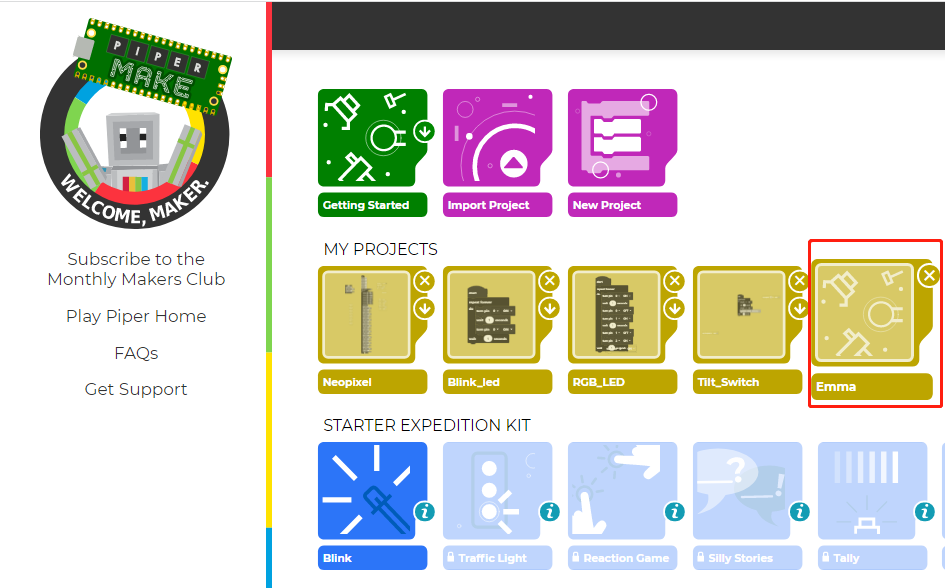 PIPER
MAKE
WELCOME, MAKER.
Subscribe to the
Monthly Makers Club
Play Piper Home
FAQs
Get Support
Getting Started
Import Project
New Project
MY PROJECTS
Neopixel
Blink_led
RGB_LED
Tilt_Switch
Emma
STARTER EXPEDITION KIT
Blink
Traffic Light
Reaction Game
Silly Stories
Tally